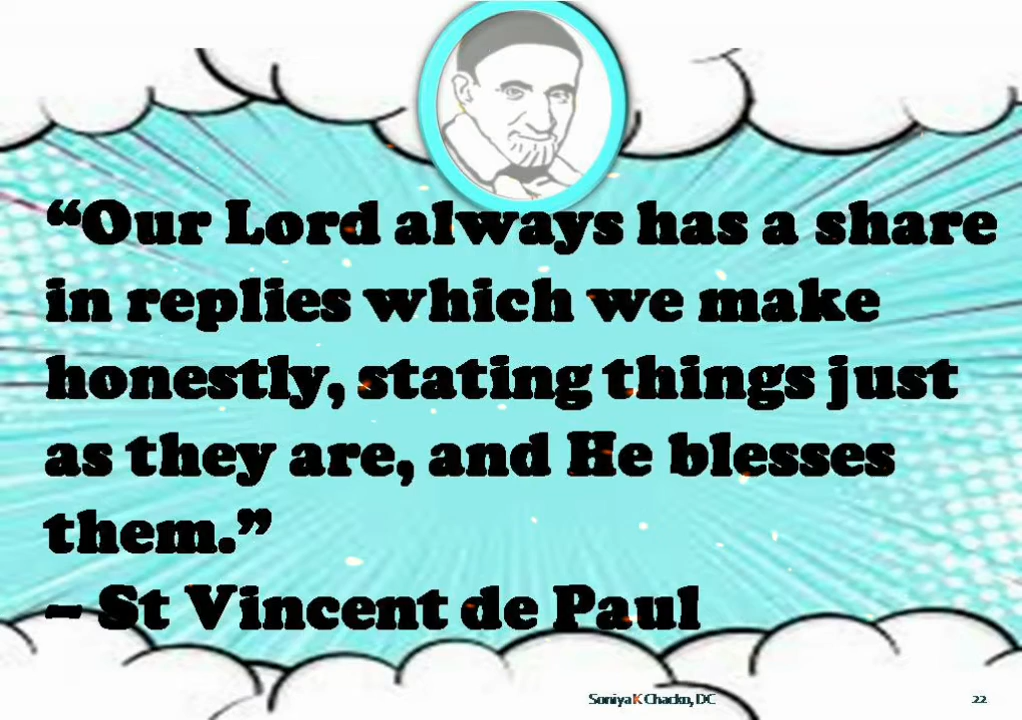 “Our Lord always has a share
in replies which we make
honestly, stating things just
as they are, and He blesses
them.”
– St Vincent de Paul
Soniya K Chacko, DC
22